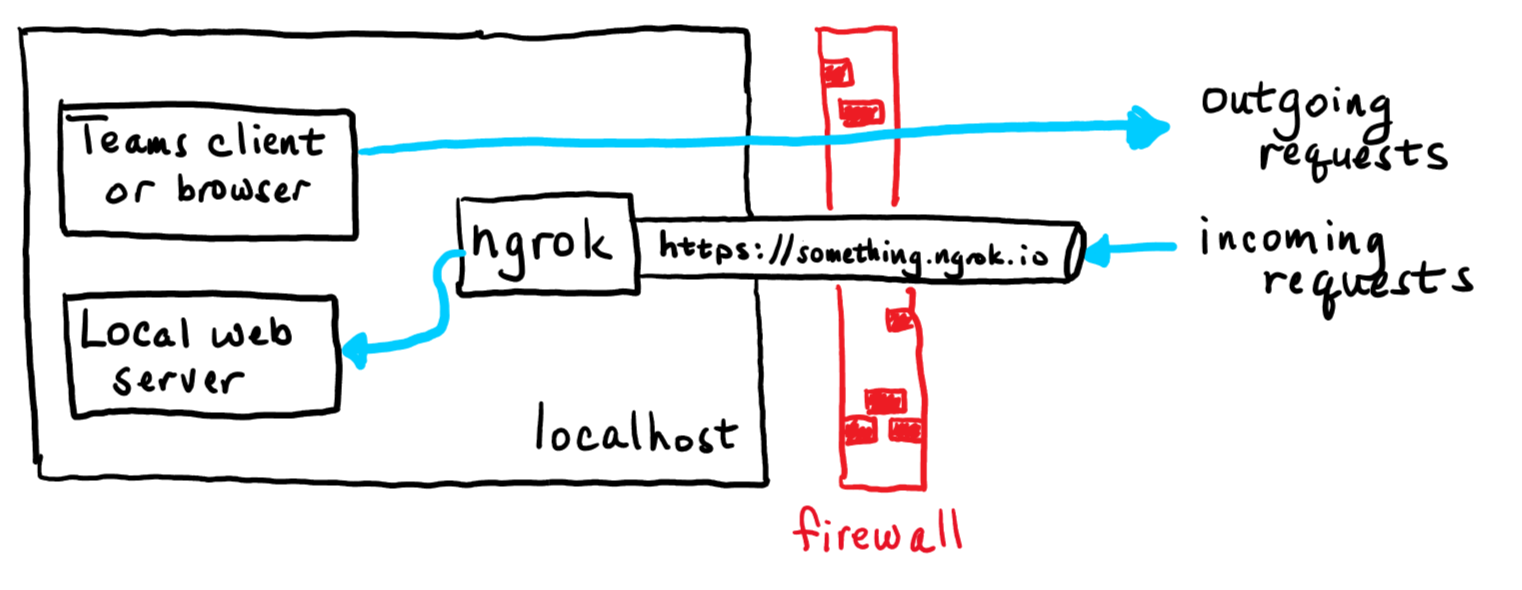 Teams client
or browser
outgoing
requests
ngrok
https://something.ngrok.io
incoming
requests
Local web
server
localhost
firewall